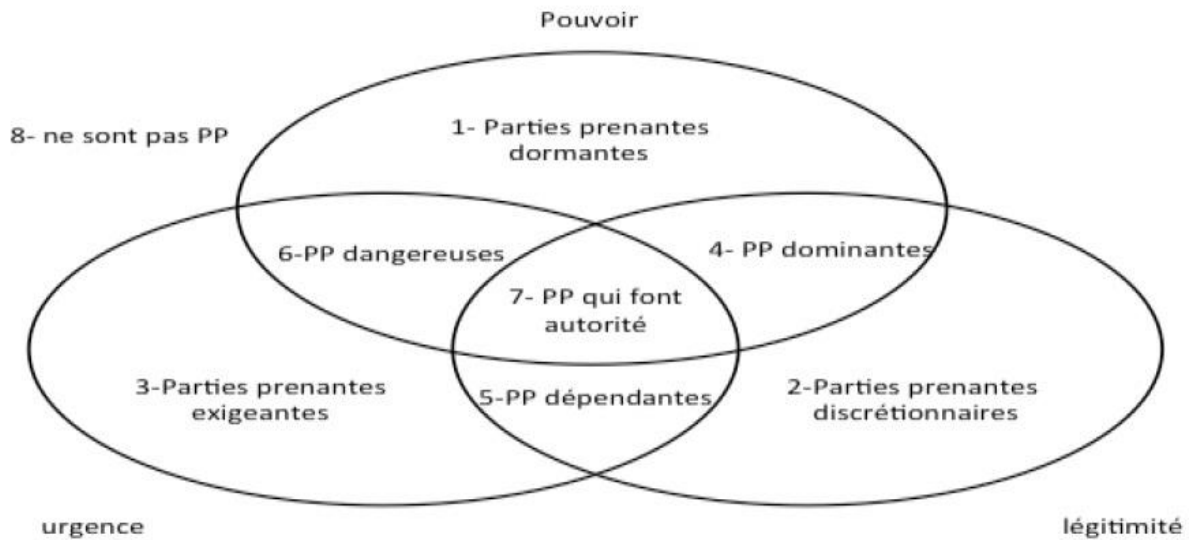 Pouvoir
8- ne sont pas PP
1- Parties prenantes
dormantes
6-PP dangereuses
4- PP dominantes
7- PP qui font
autorité
3-Parties prenantes
exigeantes
5-PP dépendantes
2-Parties prenantes
discrétionnaires
urgence
légitimité